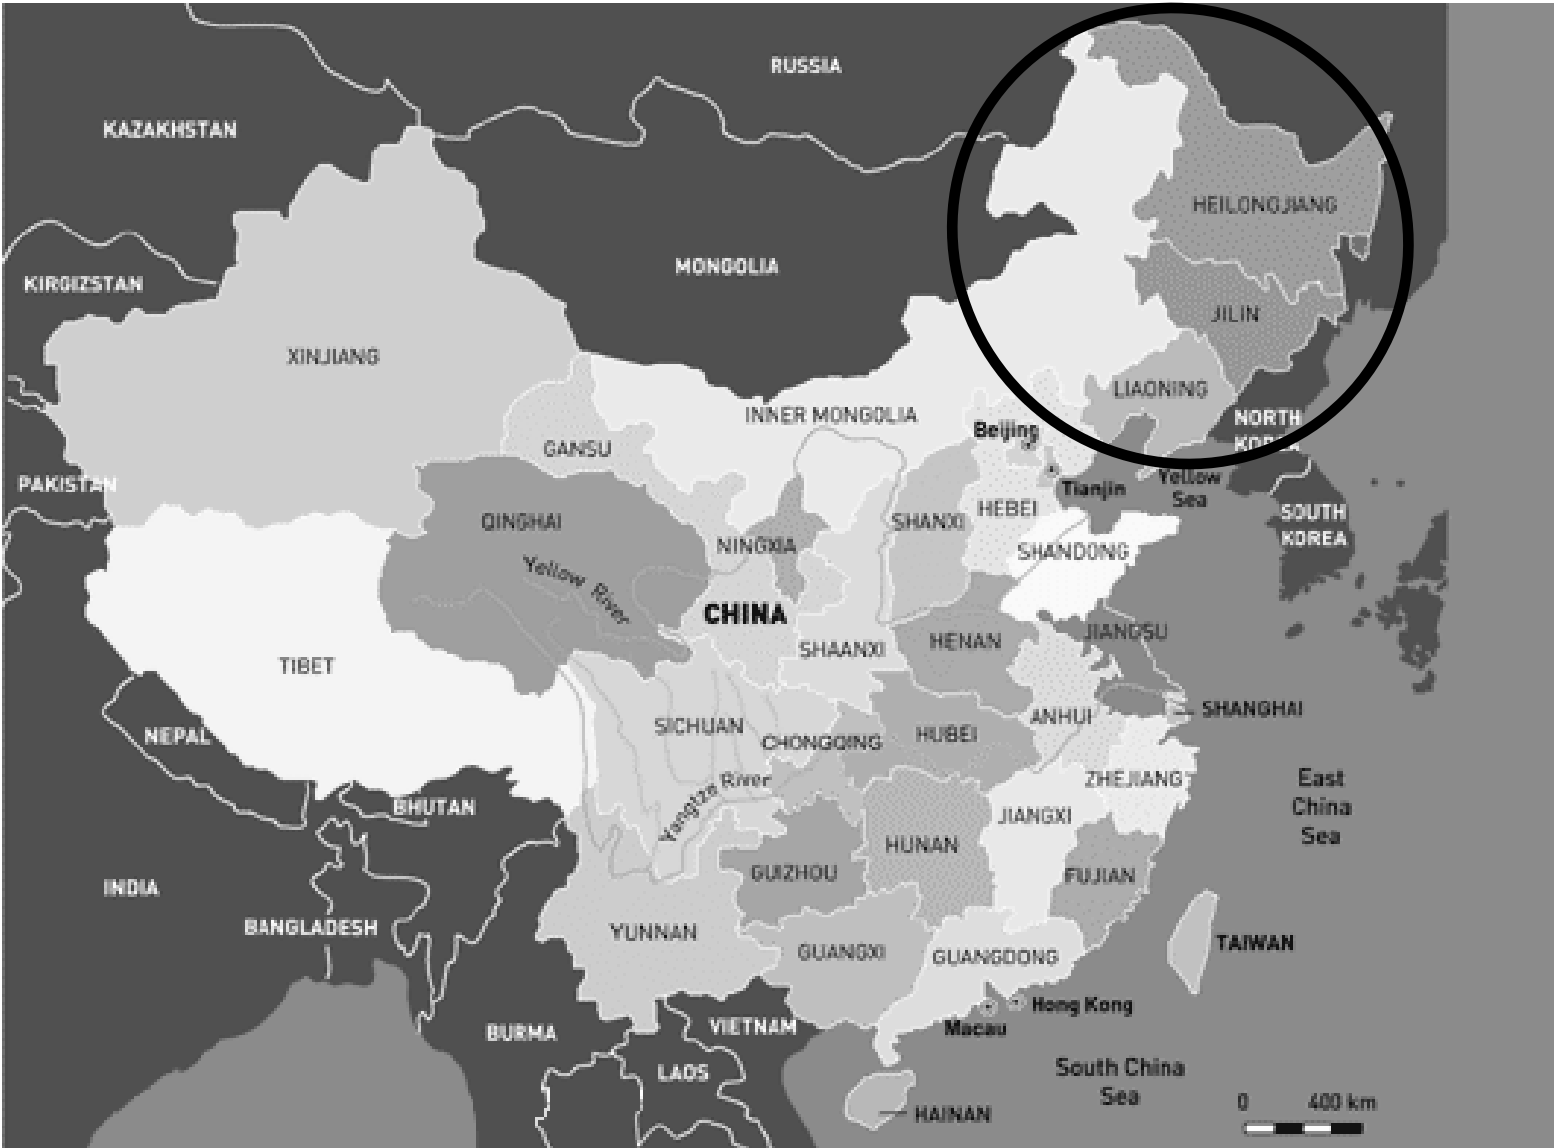 RUSSIA
KAZAKHSTAN
HEILONGJIANG
MONGOLIA
KIRGIZSTAN
JILIN
XINJIANG
LIAONING
INNER MONGOLIA
NORTH
KOREA
Beijing
GANSU
PAKISTAN
Yellow
Sea
Tianjin
HEBEI
SOUTH
KOREA
QINGHAI
SHANXI
NINGXIA
SHANDONG
Yellow River
CHINA
JIANGSU
HENAN
SHAANXI
TIBET
SHANGHAI
ANHUI
SICHUAN
HUBEI
NEPAL
CHONGQING
ZHEJIANG
East
China
Sea
Yangtze River
BHUTAN
JIANGXI
HUNAN
GUIZHOU
FUJIAN
INDIA
BANGLADESH
YUNNAN
TAIWAN
GUANGXI
GUANGDONG
Hong Kong
Macau
VIETNAM
BURMA
LAOS
South China
Sea
HAINAN
0 400 km